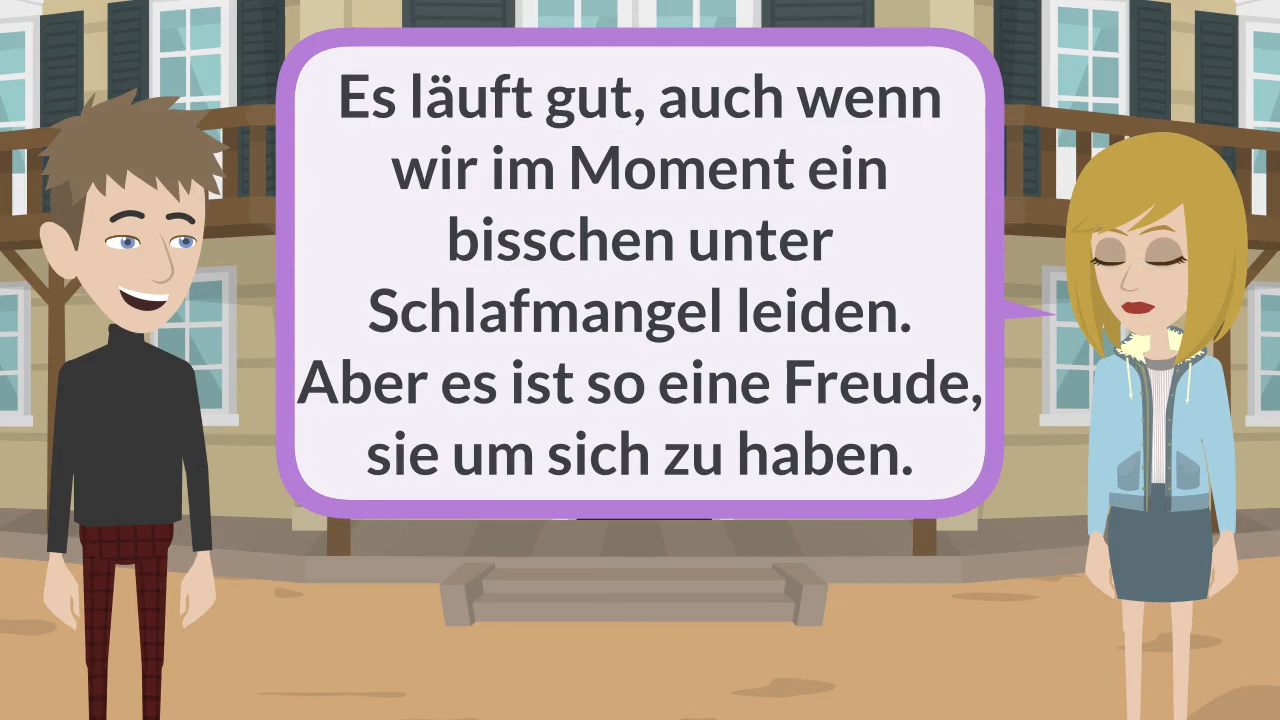 Es läuft gut, auch wenn
wir im Moment ein
bisschen unter
Schlafmangel leiden.
Aber es ist so eine Freude,
sie um sich zu haben.